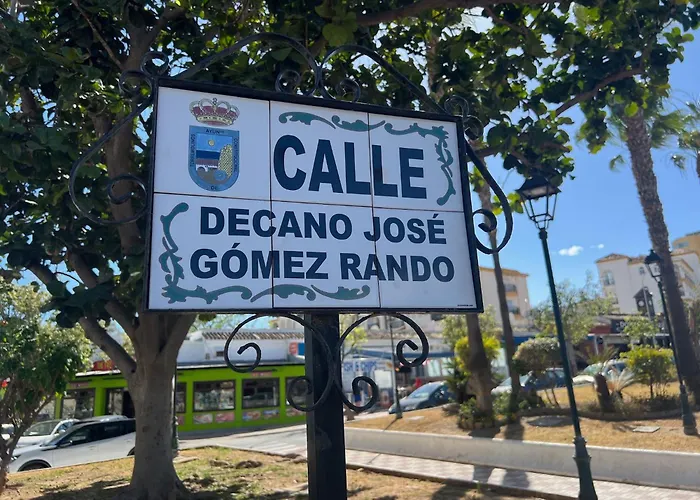 CALLE
DECANO JOSÉ
GÓMEZ RANDO